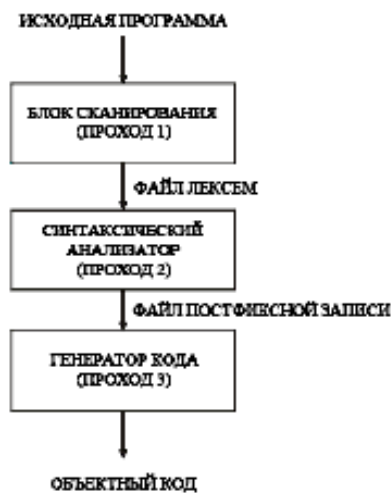 ИСХОДНАЯ ПРОГРАММА
БЛОК СКАНИРОВАНИЯ
(ПРОХОД 1)
ФАЙЛ ЛЕКСЕМ
СИНТАКСИЧЕСКИЙ
АНАЛИЗАТОР
(ПРОХОД 2)
ФАЙЛ ПОСТФИКСНОЙ ЗАПИСИ
ГЕНЕРАТОР КОДА
(ПРОХОД 3)
ОБЪЕКТНЫЙ КОД